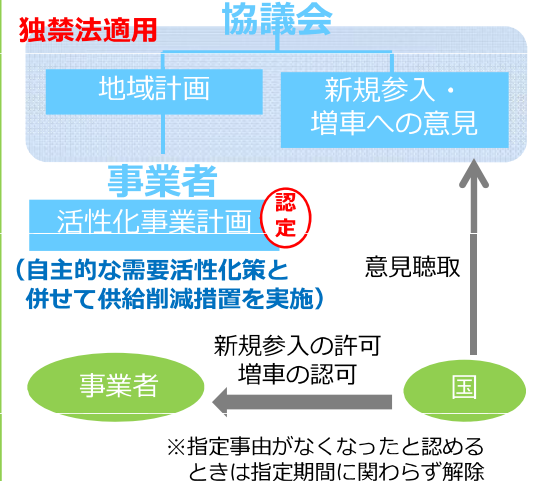 独禁法適用
協議会
地域計画
新規参入・
増車への意見
事業者
活性化事業計画
認
定
（自主的な需要活性化策と
併せて供給削減措置を実施）
意見聴取
新規参入の許可
増車の認可
事業者
国
※指定事由がなくなったと認める
ときは指定期間に関わらず解除